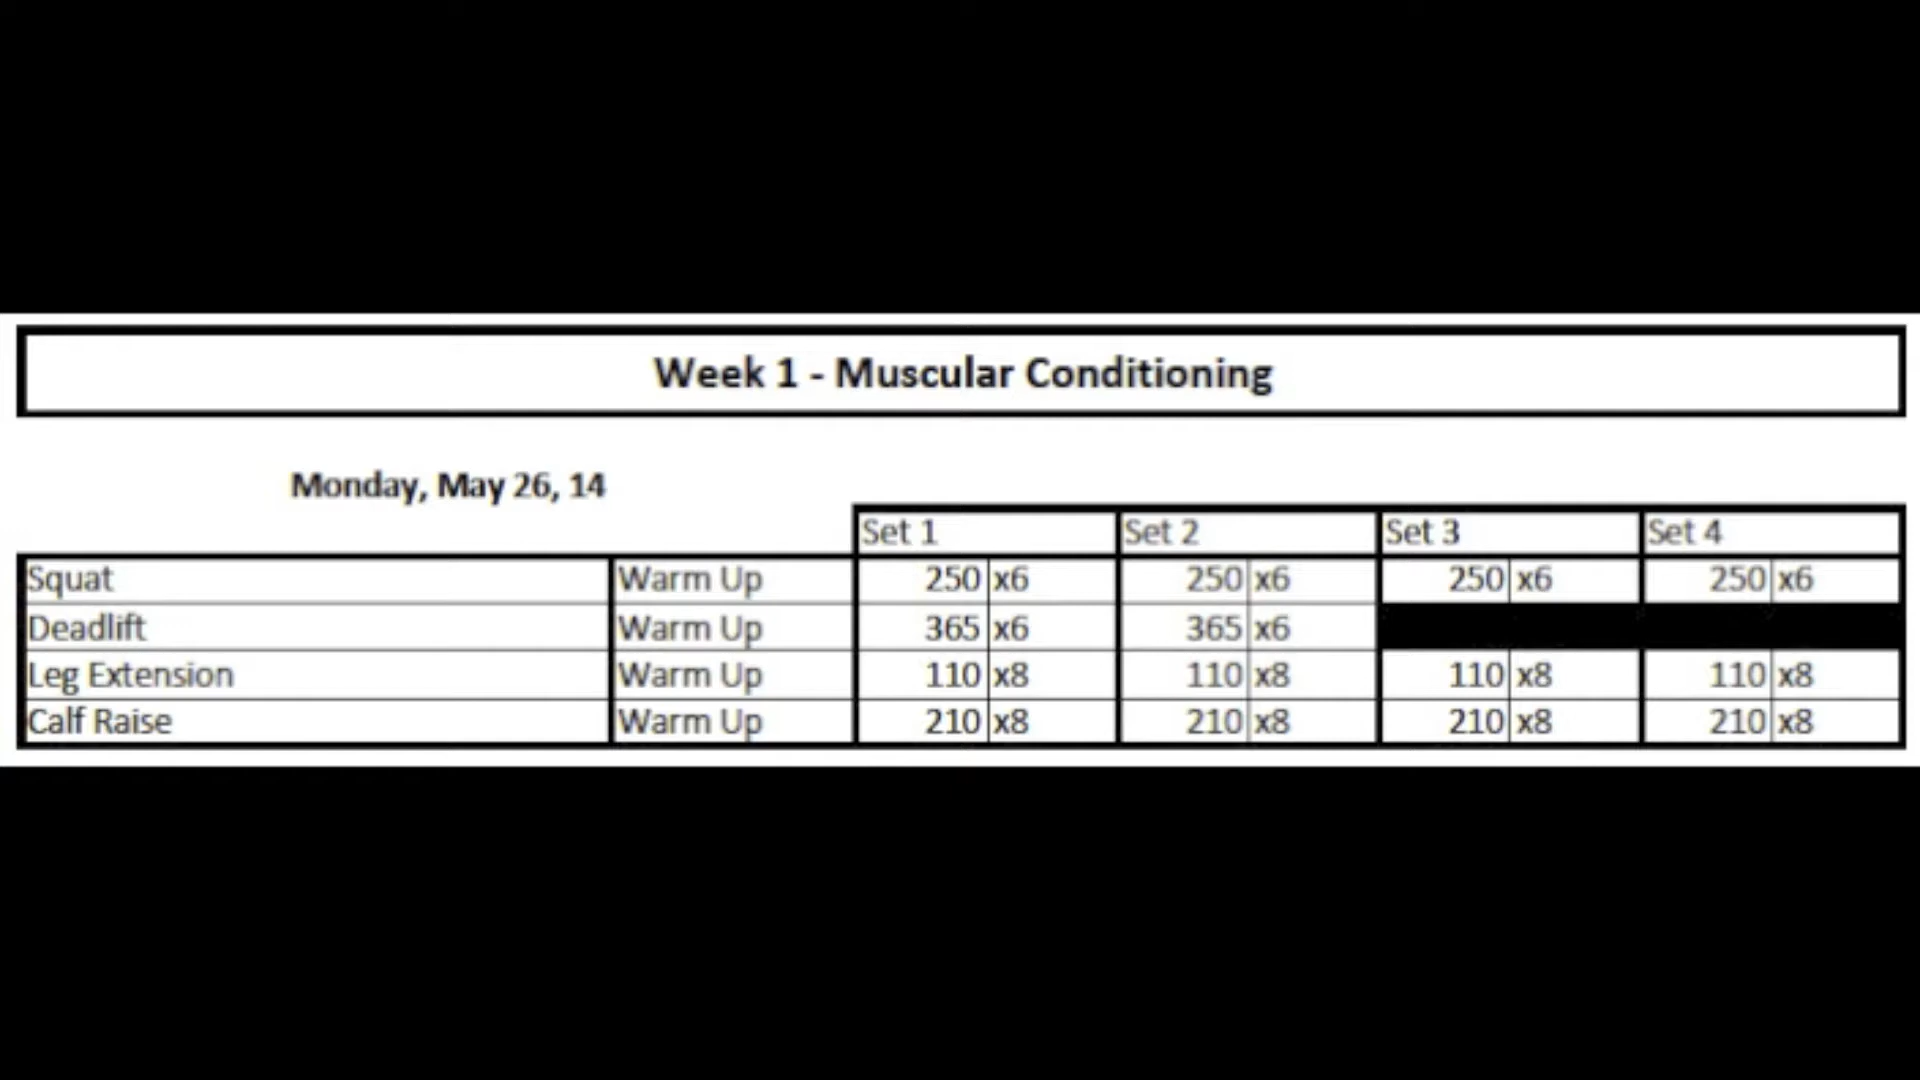 Week 1 - Muscular Conditioning
Monday, May 26, 14
Set 1 Set 2 Set 3 Set 4
Squat Warm Up 250 x6 250 x6 250 x6 250 x6
Deadlift Warm Up 365 x6 365 x6
Leg Extension Warm Up 110 x8 110 x8 110 x8 110 x8
Calf Raise Warm Up 210 x8 210 x8 210 x8 210 x8